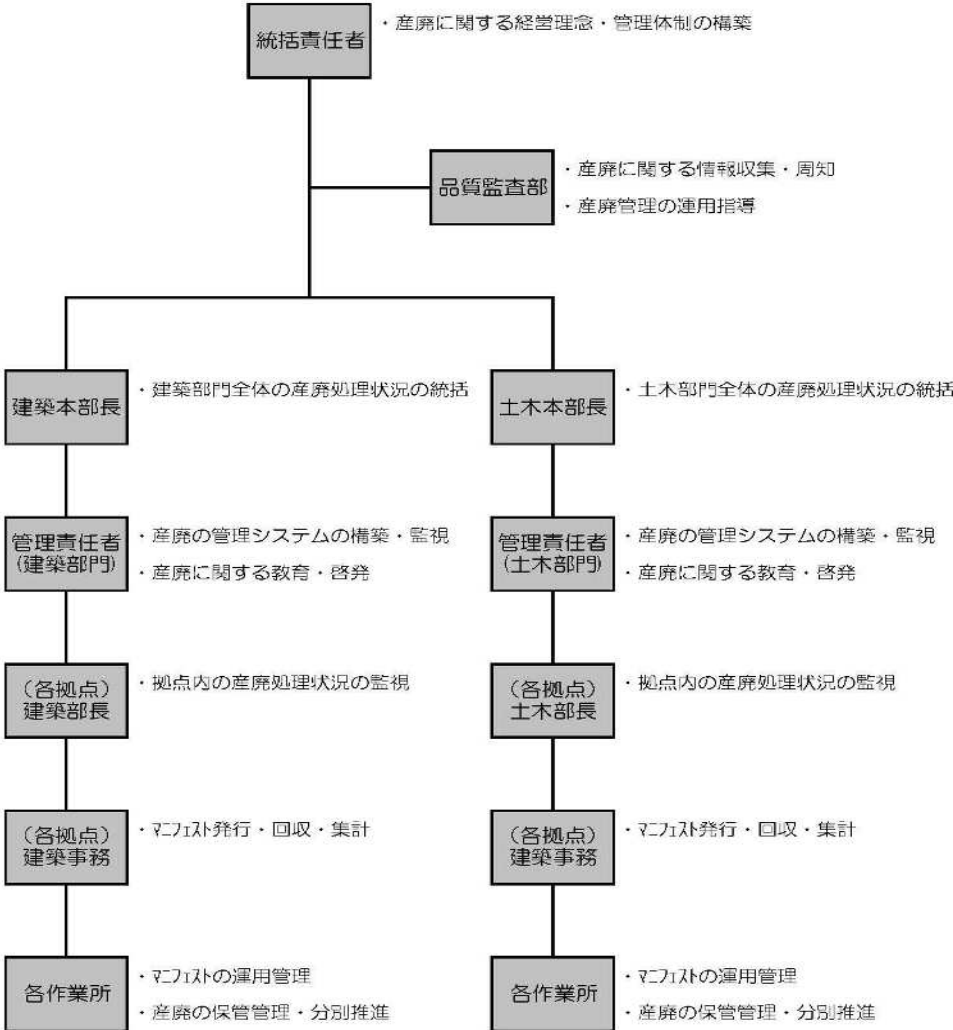 統括責任者
・産廃に関する経営理念・管理体制の構築
品質監査部
・産廃に関する情報収集・周知
・産廃管理の運用指導
建築本部長
・建築部門全体の産廃処理状況の統括
土木本部長
・土木部門全体の産廃処理状況の統括
管理責任者
(建築部門)
・産廃の管理システムの構築・監視
・産廃に関する教育・啓発
管理責任者
(土木部門)
・産廃の管理システムの構築・監視
・産廃に関する教育・啓発
(各拠点)
建築部長
・拠点内の産廃処理状況の監視
(各拠点)
土木部長
・拠点内の産廃処理状況の監視
(各拠点)
建築事務
・ﾏﾆﾌｪｽﾄ発行・回収・集計
(各拠点)
建築事務
・ﾏﾆﾌｪｽﾄ発行・回収・集計
各作業所
・ﾏﾆﾌｪｽﾄの運用管理
・産廃の保管管理・分別推進
各作業所
・ﾏﾆﾌｪｽﾄの運用管理
・産廃の保管管理・分別推進